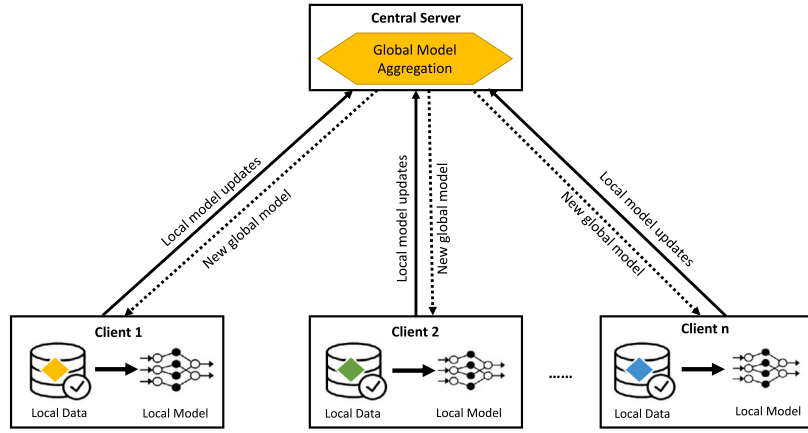 Central Server
Global Model
Aggregation
Local model updates
New global model
Local model updates
New global model
Local model updates
New global model
Client 1
Local Data
Local Model
Client 2
Local Data
Local Model
......
Client n
Local Data
Local Model